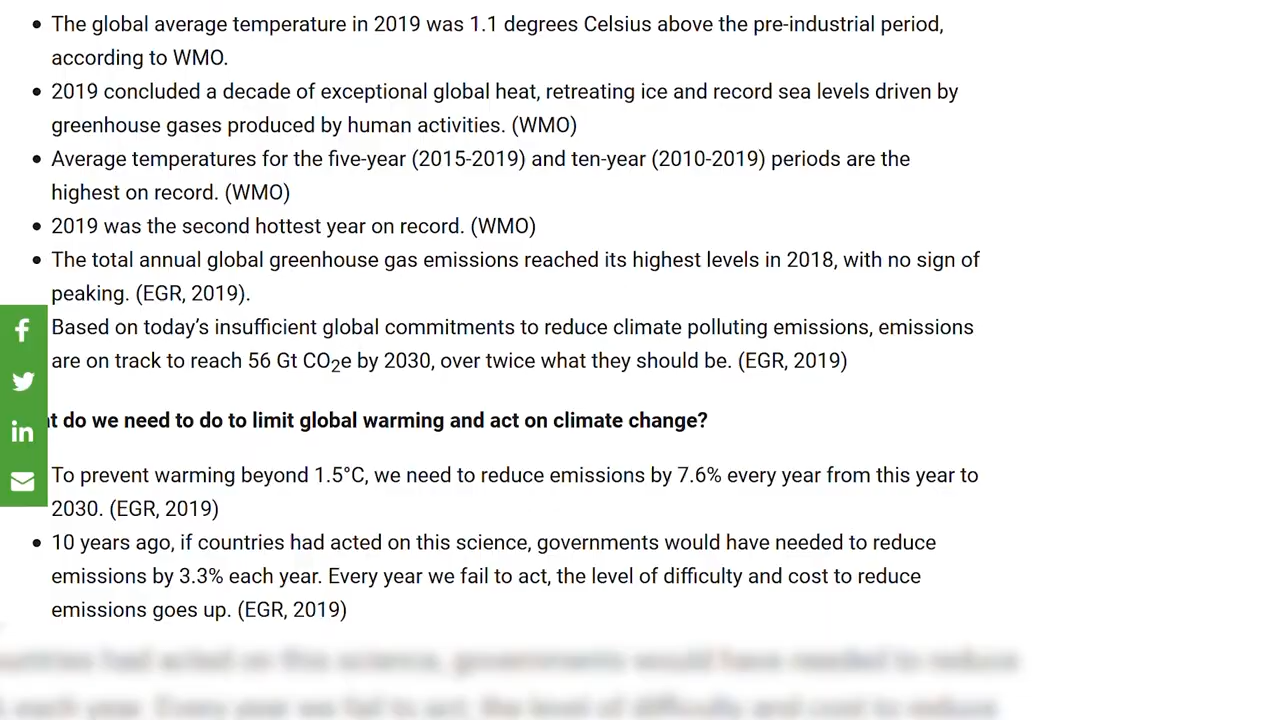 The global average temperature in 2019 was 1.1 degrees Celsius above the pre-industrial period,
according to WMO.
2019 concluded a decade of exceptional global heat, retreating ice and record sea levels driven by
greenhouse gases produced by human activities. (WMO)
Average temperatures for the five-year (2015-2019) and ten-year (2010-2019) periods are the
highest on record. (WMO)
2019 was the second hottest year on record. (WMO)
The total annual global greenhouse gas emissions reached its highest levels in 2018, with no sign of
peaking. (EGR, 2019).
Based on today’s insufficient global commitments to reduce climate polluting emissions, emissions
are on track to reach 56 Gt CO₂e by 2030, over twice what they should be. (EGR, 2019)
t do we need to do to limit global warming and act on climate change?
To prevent warming beyond 1.5°C, we need to reduce emissions by 7.6% every year from this year to
2030. (EGR, 2019)
10 years ago, if countries had acted on this science, governments would have needed to reduce
emissions by 3.3% each year. Every year we fail to act, the level of difficulty and cost to reduce
emissions goes up. (EGR, 2019)